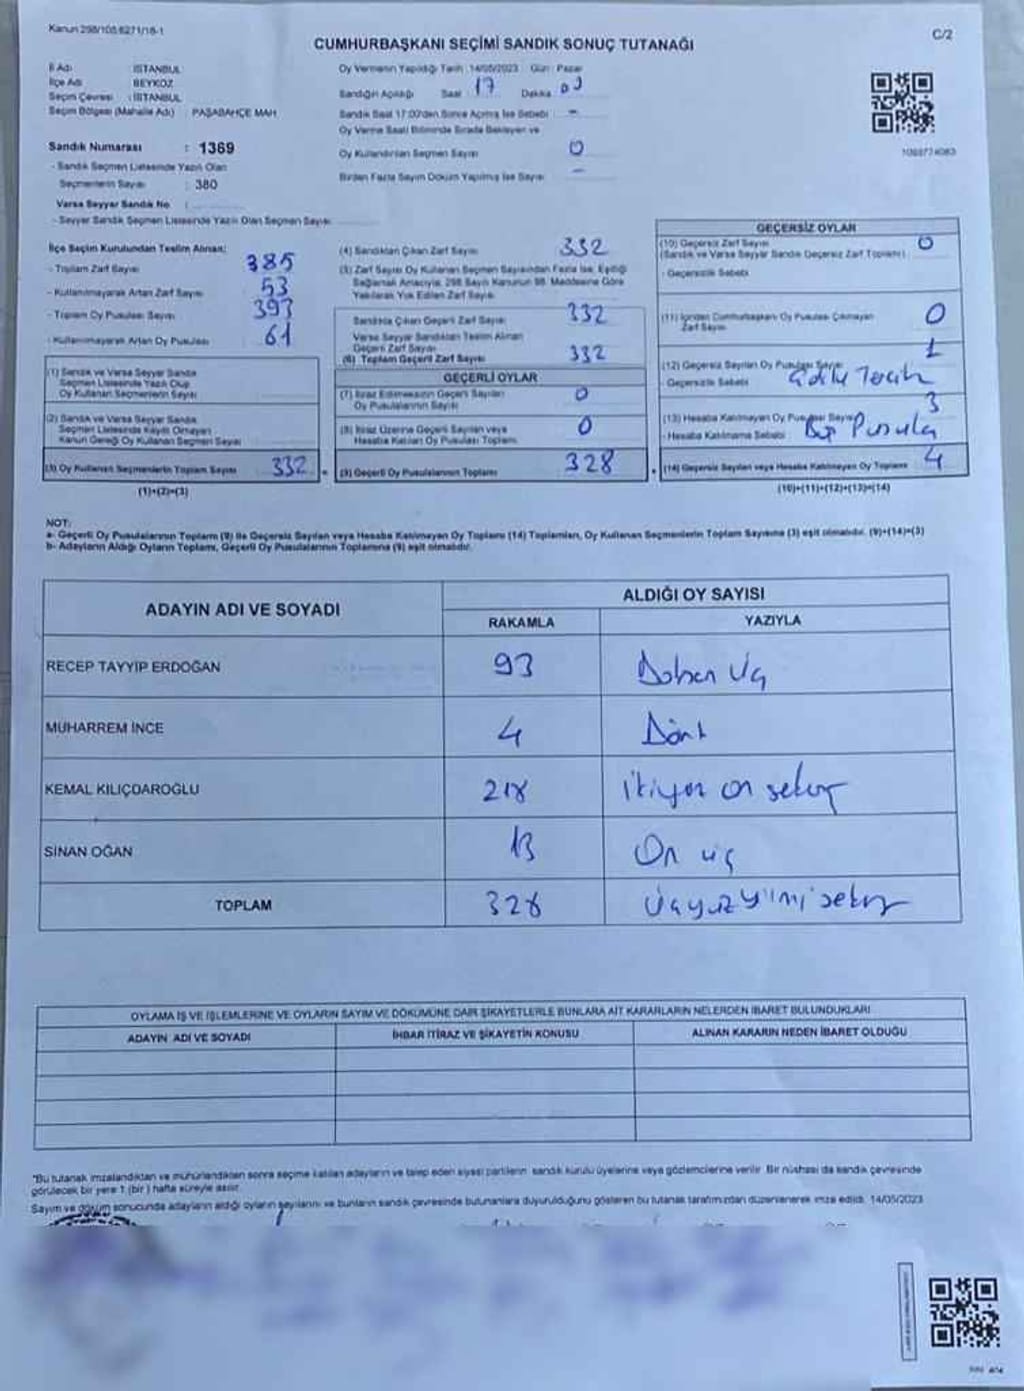 Kanun 298/105 6271/18-1
C/2
CUMHURBAŞKANI SEÇİMİ SANDIK SONUÇ TUTANAĞI
İl Adı : İSTANBUL
İlçe Adı : BEYKOZ
Seçim Çevresi : İSTANBUL
Seçim Bölgesi (Mahalle Adı) : PAŞABAHÇE MAH.
Sandık Numarası : 1369
- Sandık Seçmen Listesinde Yazılı Olan
Seçmenlerin Sayısı : 380
Varsa Seyyar Sandık No :
- Seyyar Sandık Seçmen Listesinde Yazılı Olan Seçmen Sayısı
Oy Vermenin Yapıldığı Tarih :14/05/2023 Gün : Pazar
Sandığın Açıldığı Saat 17 Dakika
Sandık Saat 17:00'den Sonra Açılmış İse Sebebi -
Oy Verme Saati Bitiminde Sırada Bekleyen ve
Oy Kullandırılan Seçmen Sayısı 0
Birden Fazla Sayım Döküm Yapılmış İse Sayısı -
İlçe Seçim Kurulundan Teslim Alınan:
- Toplam Zarf Sayısı 385
- Kullanılmayarak Artan Zarf Sayısı 53
- Toplam Oy Pusulası Sayısı 393
- Kullanılmayarak Artan Oy Pusulası 61
(1) Sandık ve Varsa Seyyar Sandık
Seçmen Listesinde Yazılı Olup
Oy Kullanan Seçmenlerin Sayısı
(2) Sandık ve Varsa Seyyar Sandık
Seçmen Listesinde Kaydı Olmayan
Kanun Gereği Oy Kullanan Seçmen Sayısı
(3) Oy Kullanan Seçmenlerin Toplam Sayısı 332
(1)+(2)=(3)
(4) Sandıktan Çıkan Zarf Sayısı 332
(5) Zarf Sayısı Oy Kullanan Seçmen Sayısından Fazla İse, Eşitliği
Sağlamak Amacıyla, 298 Sayılı Kanunun 98. Maddesine Göre
Yakılarak Yok Edilen Zarf Sayısı
Sandıkta Çıkan Geçerli Zarf Sayısı 332
Varsa Seyyar Sandıktan Teslim Alınan
Geçerli Zarf Sayısı
(6) Toplam Geçerli Zarf Sayısı 332
GEÇERLİ OYLAR
(7) İtiraz Edilmeksizin Geçerli Sayılan
Oy Pusulalarının Sayısı 0
(8) İtiraz Üzerine Geçerli Sayılan veya
Hesaba Katılan Oy Pusulası Toplamı 0
(9) Geçerli Oy Pusulalarının Toplamı 328
GEÇERSİZ OYLAR
(10) Geçersiz Zarf Sayısı 0
(Sandık ve Varsa Seyyar Sandık Geçersiz Zarf Toplamı)
- Geçersizlik Sebebi
(11) İçinden Cumhurbaşkanı Oy Pusulası Çıkmayan
Zarf Sayısı 0
(12) Geçersiz Sayılan Oy Pusulası Sayısı 1
- Geçersizlik Sebebi Tercih
(13) Hesaba Katılmayan Oy Pusulası Sayısı 3
- Hesaba Katılmama Sebebi Boş Pusula
(14) Geçersiz Sayılan veya Hesaba Katılmayan Oy Toplamı 4
(10)+(11)+(12)+(13)=(14)
NOT:
a- Geçerli Oy Pusulalarının Toplamı (9) ile Geçersiz Sayılan veya Hesaba Katılmayan Oy Toplamı (14) Toplamları, Oy Kullanan Seçmenlerin Toplam Sayısına (3) eşit olmalıdır. (9)+(14)=(3)
b- Adayların Aldığı Oyların Toplamı, Geçerli Oy Pusulalarının Toplamına (9) eşit olmalıdır.
ADAYIN ADI VE SOYADI
ALDIĞI OY SAYISI
RAKAMLA
YAZIYLA
RECEP TAYYİP ERDOĞAN 93 Doksan üç
MUHARREM İNCE 4 Dört
KEMAL KILIÇDAROĞLU 218 ikiyüz on sekiz
SİNAN OĞAN 13 On üç
TOPLAM 328 Üçyüz yirmi sekiz
OYLAMA İŞ VE İŞLEMLERİNE VE OYLARIN SAYIM VE DÖKÜMÜNE DAİR ŞİKAYETLERLE BUNLARA AİT KARARLARIN NELERDEN İBARET BULUNDUKLARI
ADAYIN ADI VE SOYADI
İHBAR İTİRAZ VE ŞİKAYETİN KONUSU
ALINAN KARARIN NEDEN İBARET OLDUĞU
"Bu tutanak imzalandıktan ve mühürlendikten sonra seçime katılan adayların ve talep eden siyasi partilerin sandık kurulu üyelerine veya gözlemcilerine verilir. Bir nüshası da sandık çevresinde
görülecek bir yere 1 (bir) hafta süreyle asılır.
Sayım ve döküm sonucunda adayların aldığı oyların sayılarını ve bunların sandık çevresinde bulunanlara duyurulduğunu gösteren bu tutanak tarafımızdan düzenlenerek imza edildi. 14/05/2023